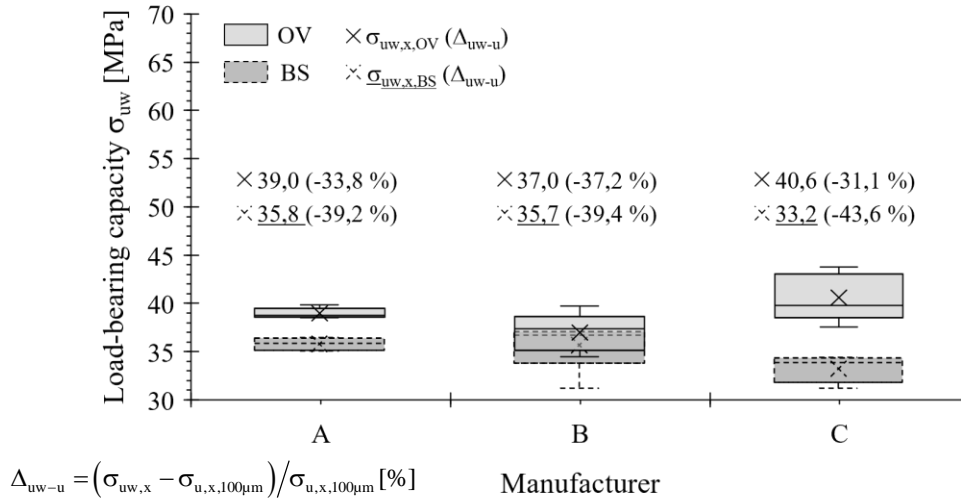 Load-bearing capacity σuw [MPa]
70
65
60
55
50
45
40
35
30
OV × σuw,x,OV (Δuw-u)
BS × σuw,x,BS (Δuw-u)
× 39,0 (-33,8 %)
× 35,8 (-39,2 %)
× 37,0 (-37,2 %)
× 35,7 (-39,4 %)
× 40,6 (-31,1 %)
× 33,2 (-43,6 %)
A B C
Δuw−u = (σuw,x − σu,x,100μm)/σu,x,100μm [%]
Manufacturer